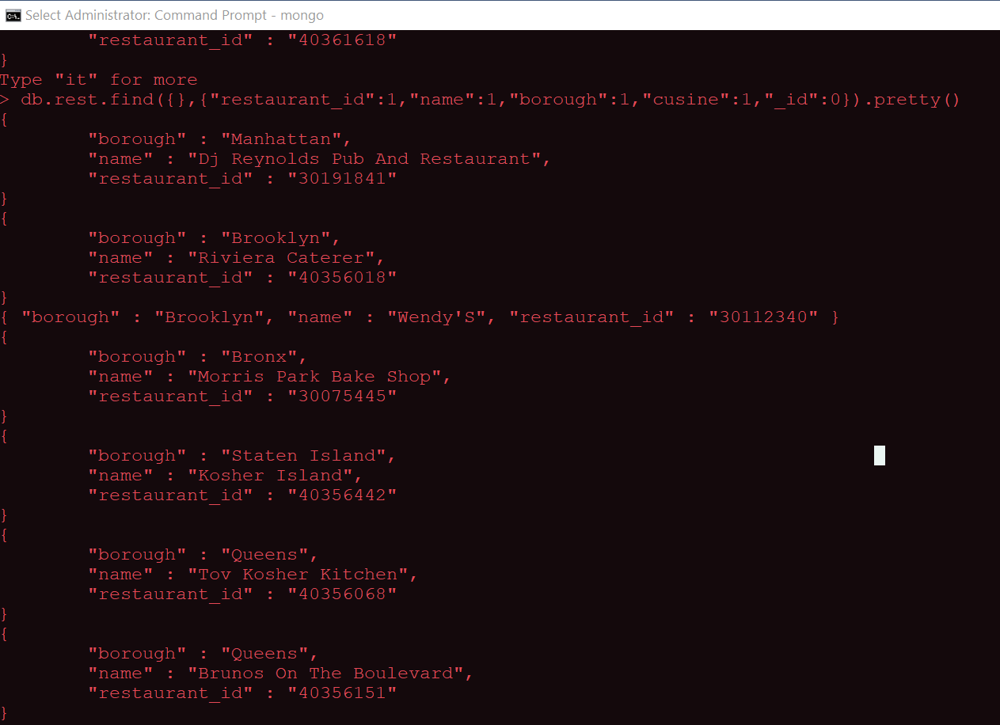 Select Administrator: Command Prompt - mongo
"restaurant_id" : "40361618"
}
Type "it" for more
> db.rest.find({},{"restaurant_id":1,"name":1,"borough":1,"cusine":1,"_id":0}).pretty()
{
"borough" : "Manhattan",
"name" : "Dj Reynolds Pub And Restaurant",
"restaurant_id" : "30191841"
}
{
"borough" : "Brooklyn",
"name" : "Riviera Caterer",
"restaurant_id" : "40356018"
}
{ "borough" : "Brooklyn", "name" : "Wendy'S", "restaurant_id" : "30112340" }
{
"borough" : "Bronx",
"name" : "Morris Park Bake Shop",
"restaurant_id" : "30075445"
}
{
"borough" : "Staten Island",
"name" : "Kosher Island",
"restaurant_id" : "40356442"
}
{
"borough" : "Queens",
"name" : "Tov Kosher Kitchen",
"restaurant_id" : "40356068"
}
{
"borough" : "Queens",
"name" : "Brunos On The Boulevard",
"restaurant_id" : "40356151"
}